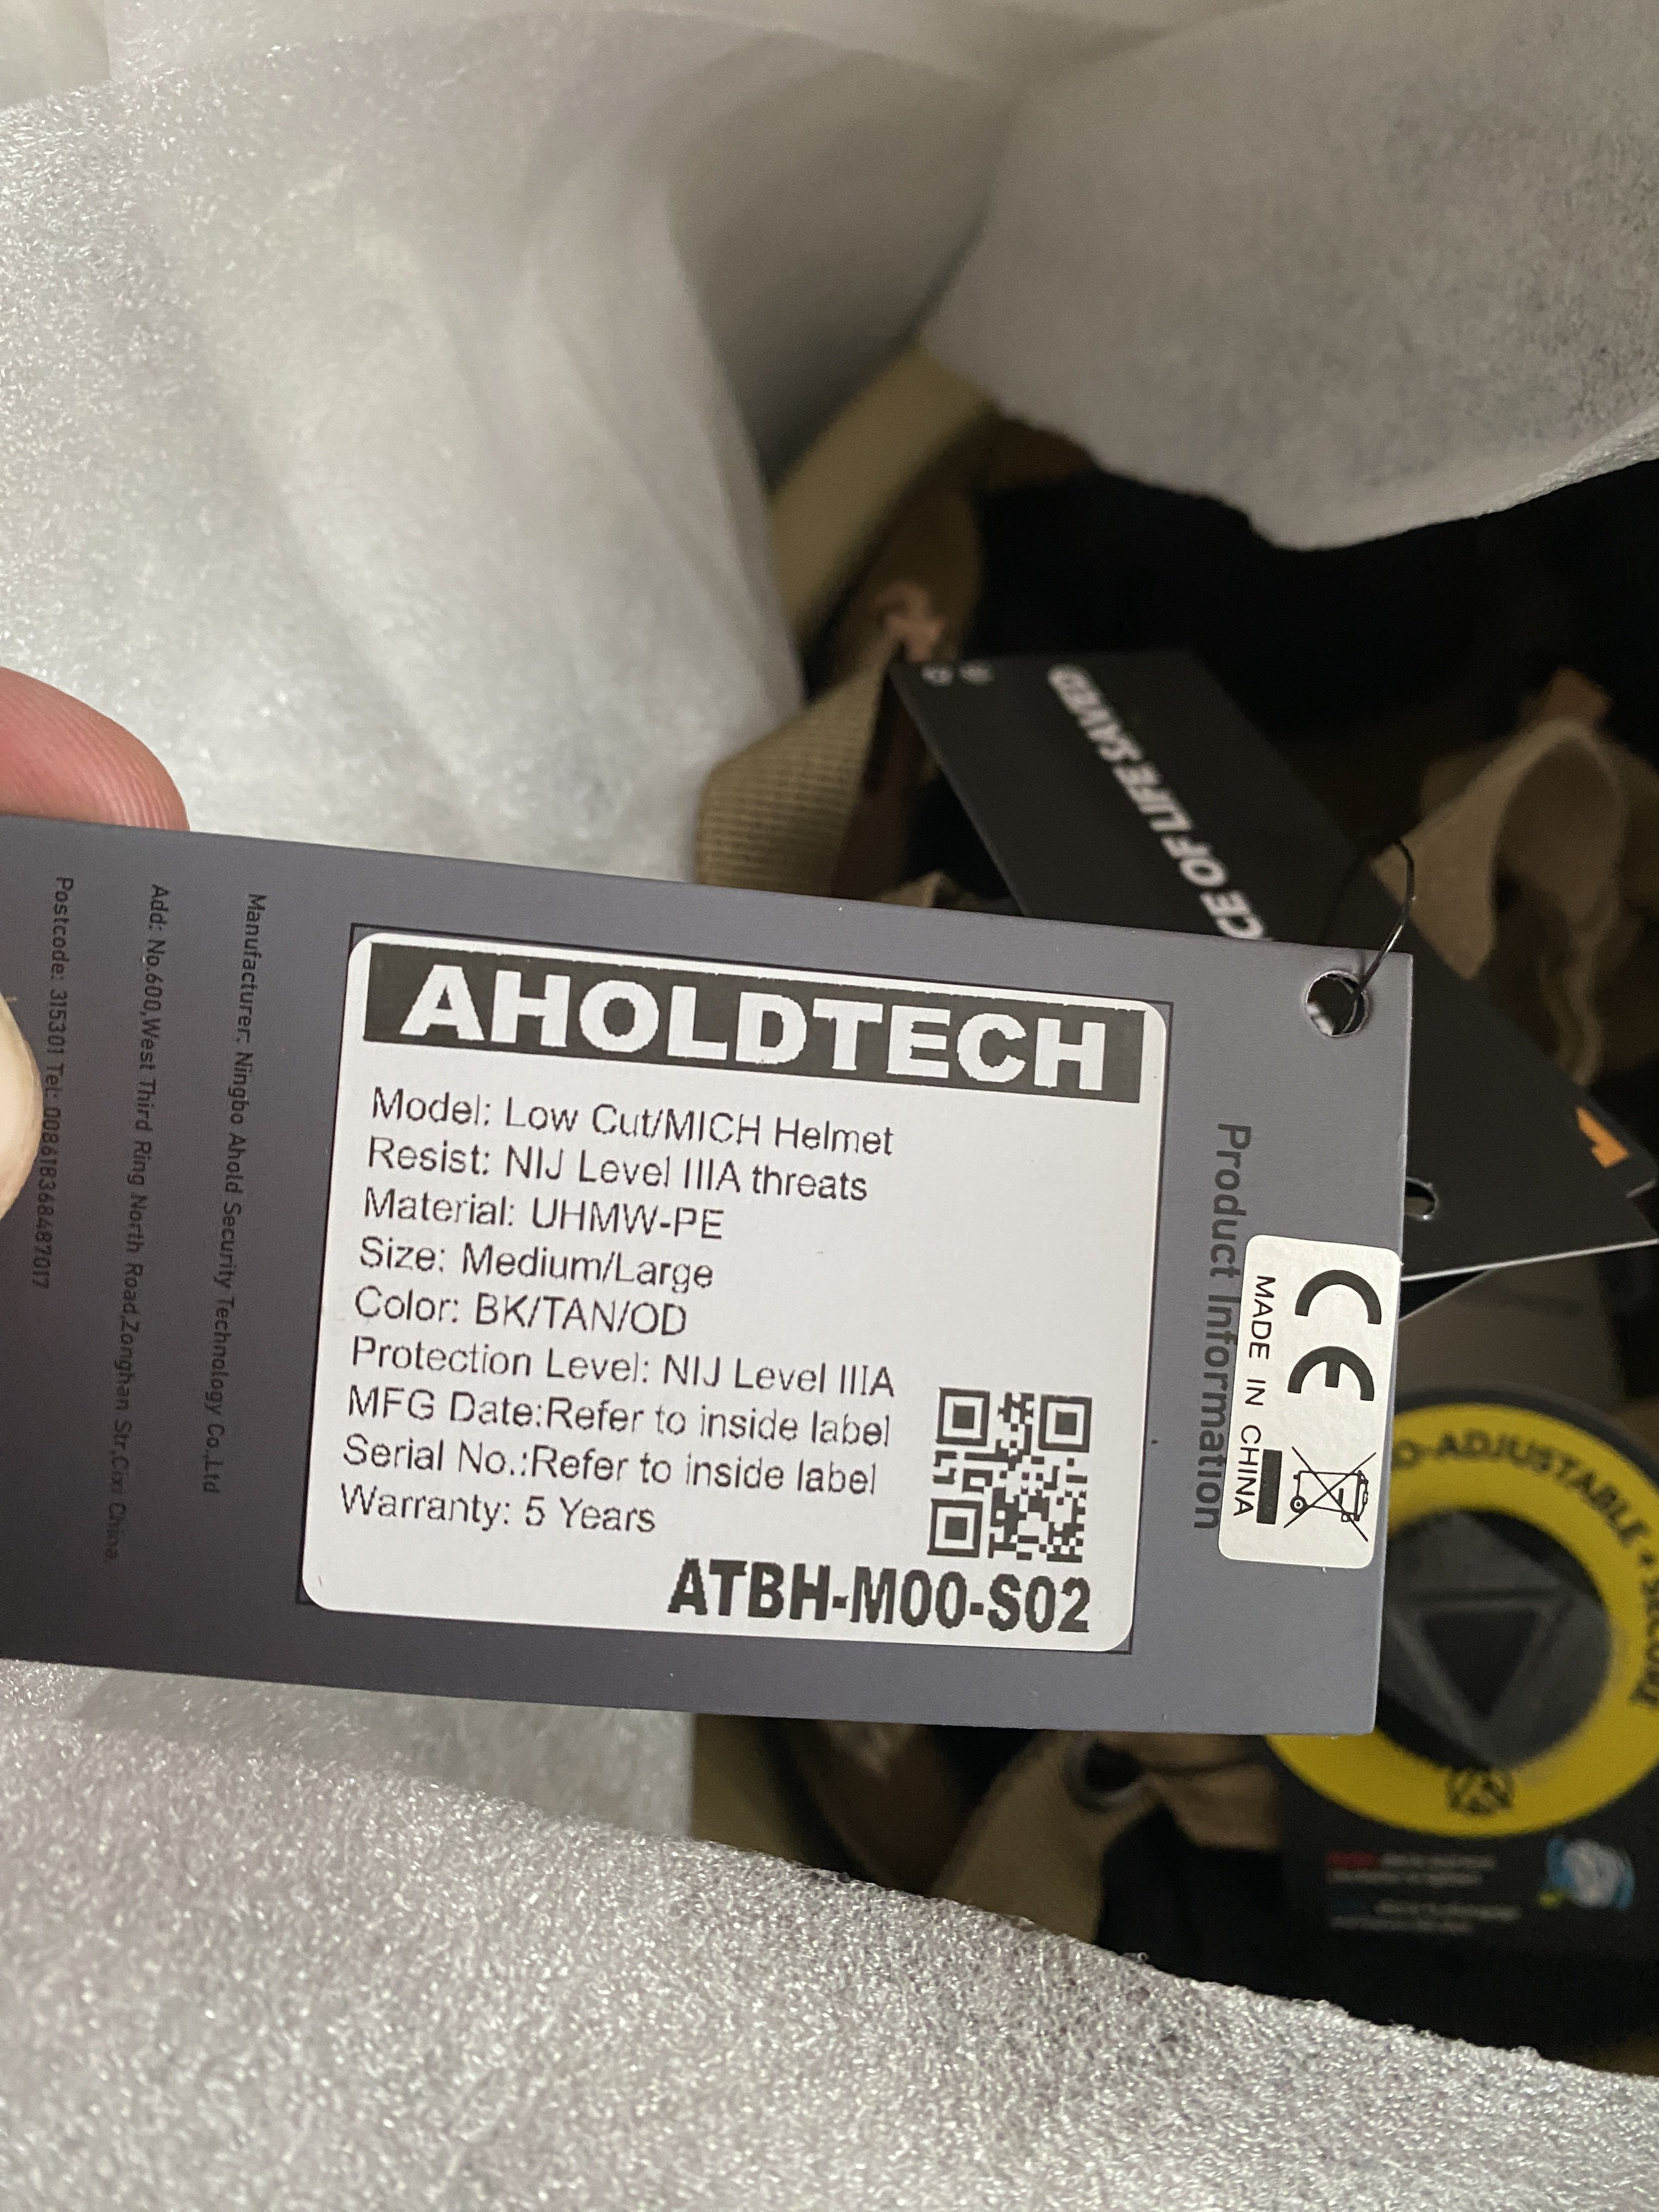 AHOLDTECH
Model: Low Cut/MICH Helmet
Resist: NIJ Level IIIA threats
Material: UHMW-PE
Size: Medium/Large
Color: BK/TAN/OD
Protection Level: NIJ Level IIIA
MFG Date:Refer to inside label
Serial No.:Refer to inside label
Warranty: 5 Years
ATBH-M00-S02
Product Information
CE
MADE IN CHINA
Manufacturer: Ningbo Ahold Security Technology Co.,Ltd
Add: No.600,West Third Ring North Road,Zonghan Str,Cixi China.
Postcode: 315301 Tel: 008618368487017
OF LIFE SAVED
-ADJUSTABLE •